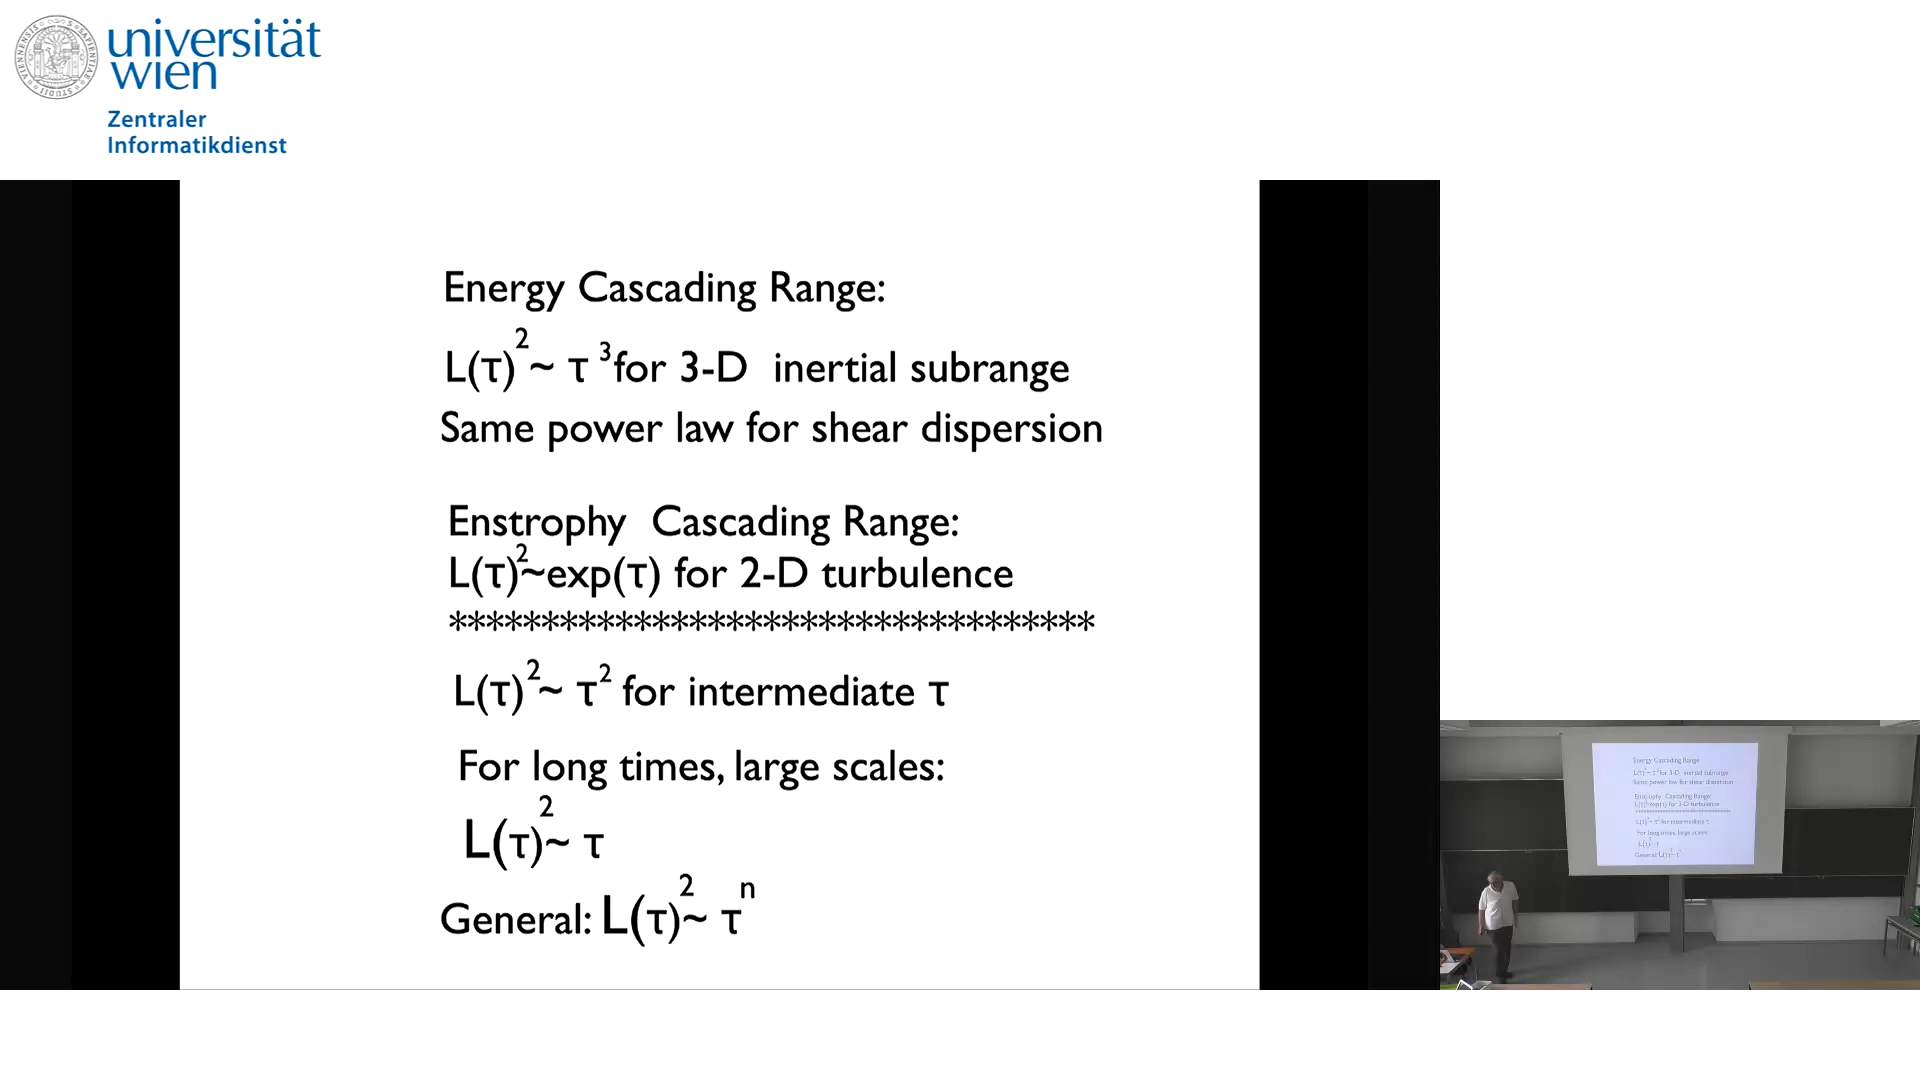 universität
wien
Zentraler
Informatikdienst
Energy Cascading Range:
L(τ)²~ τ ³for 3-D inertial subrange
Same power law for shear dispersion
Enstrophy Cascading Range:
L(τ)²~exp(τ) for 2-D turbulence
***********************************
L(τ)²~ τ² for intermediate τ
For long times, large scales:
L(τ)²~ τ
General: L(τ)²~ τⁿ